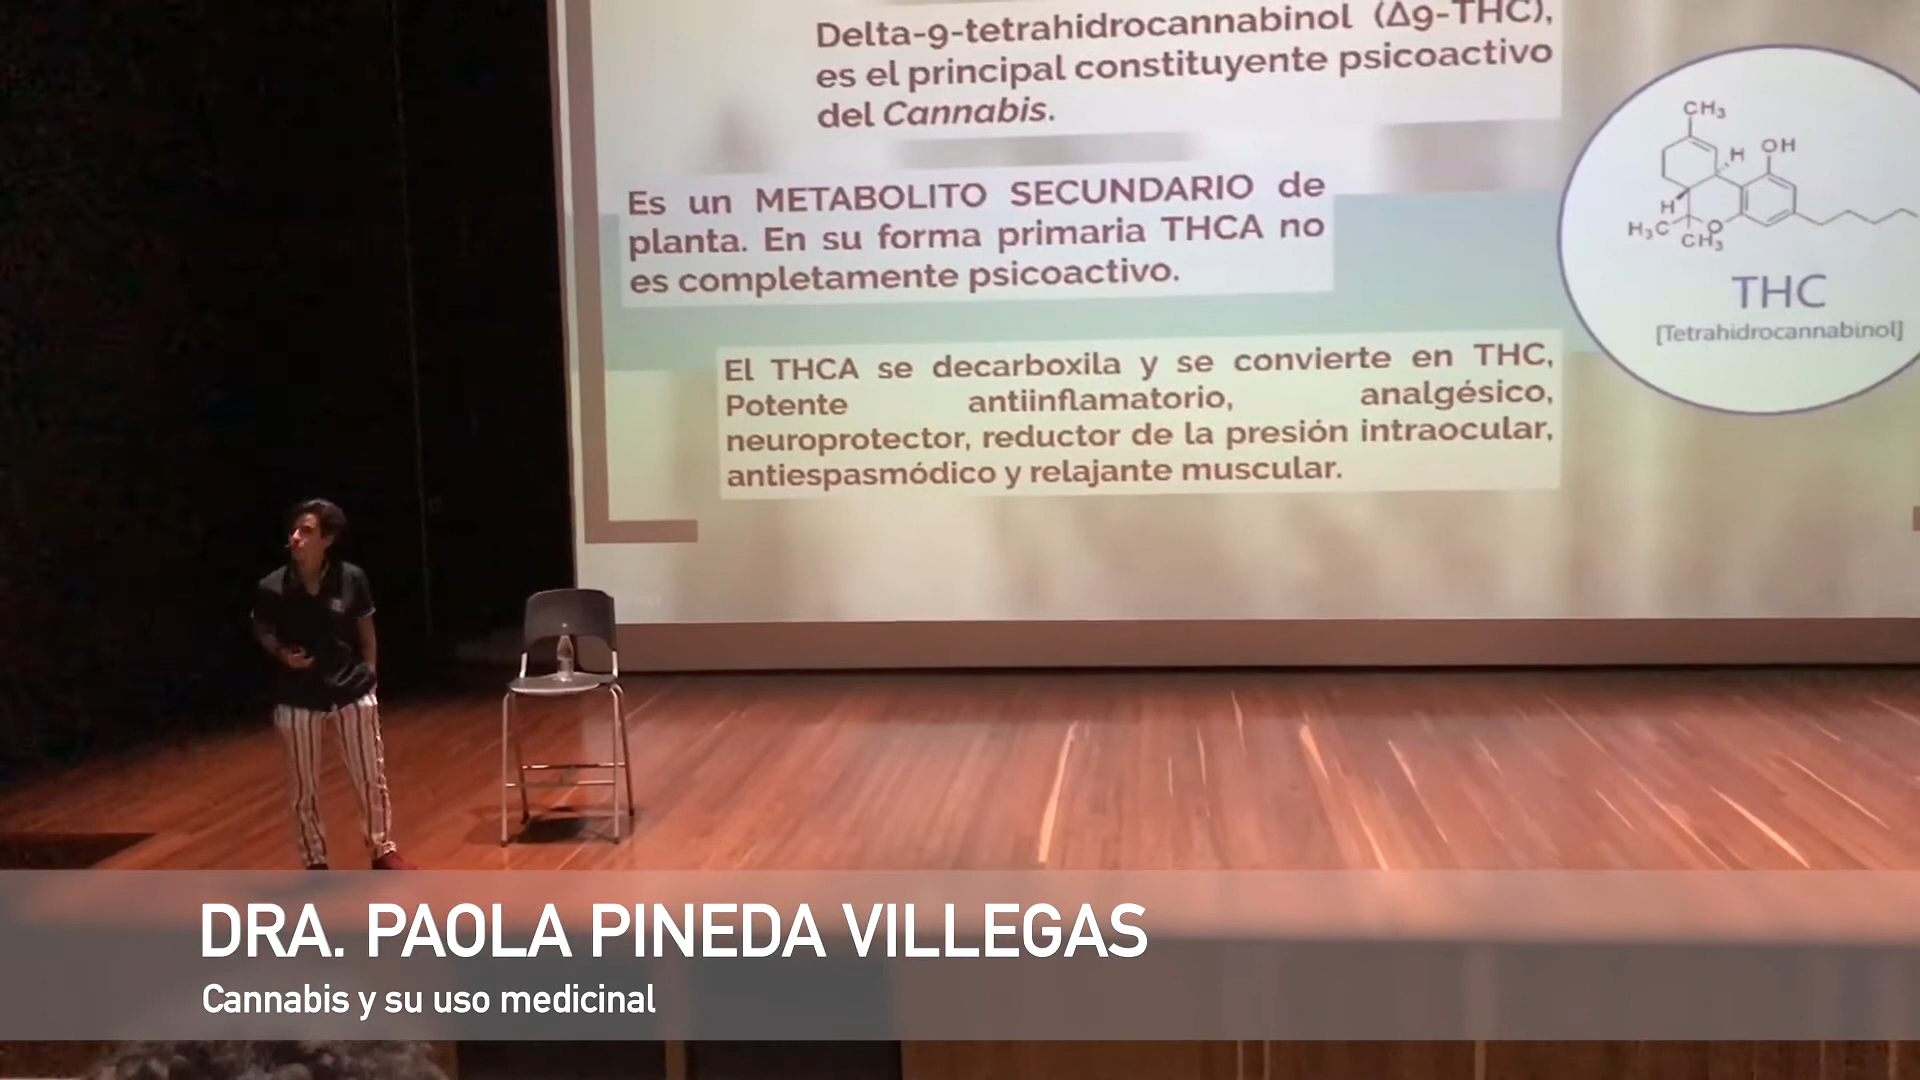 Delta-9-tetrahidrocannabinol (Δ9-THC),
es el principal constituyente psicoactivo
del Cannabis.
Es un METABOLITO SECUNDARIO de
planta. En su forma primaria THCA no
es completamente psicoactivo.
El THCA se decarboxila y se convierte en THC,
Potente antiinflamatorio, analgésico,
neuroprotector, reductor de la presión intraocular,
antiespasmódico y relajante muscular.
CH₃
H OH
H
H₃C O
CH₃
THC
[Tetrahidrocannabinol]
DRA. PAOLA PINEDA VILLEGAS
Cannabis y su uso medicinal